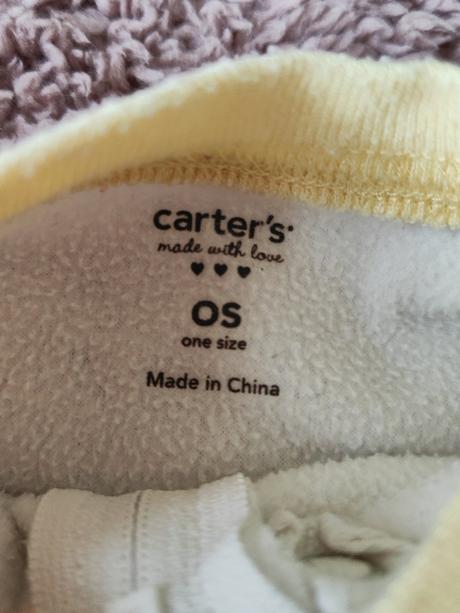 carter's
made with love
OS
one size
Made in China